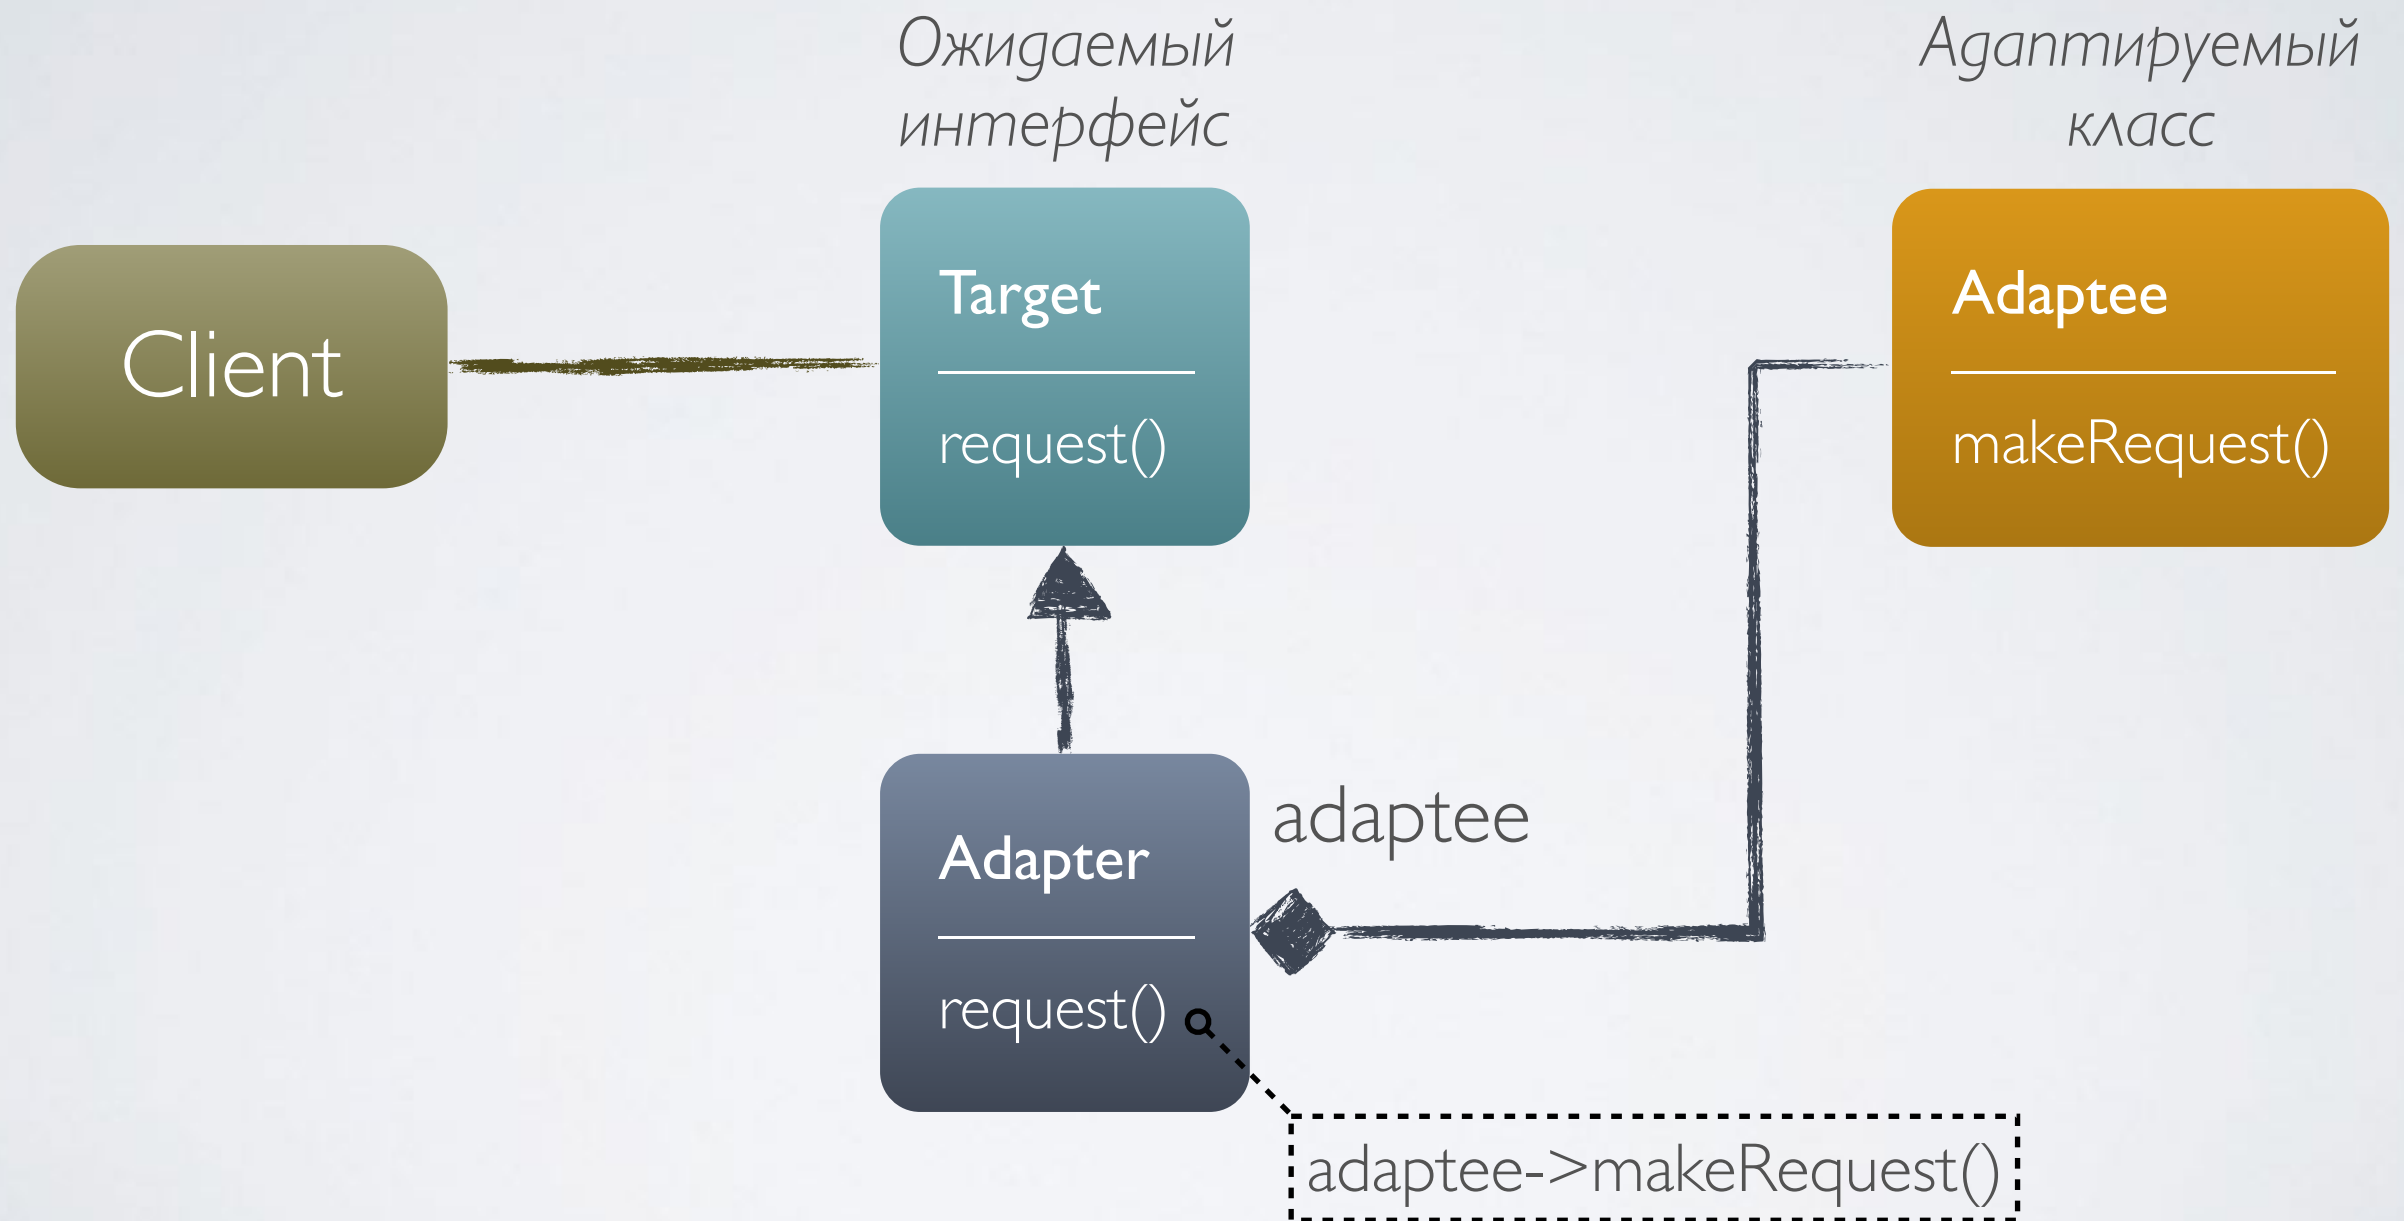 Ожидаемый
интерфейс
Адаптируемый
класс
Client
Target
request()
Adaptee
makeRequest()
Adapter
request()
adaptee
adaptee->makeRequest()